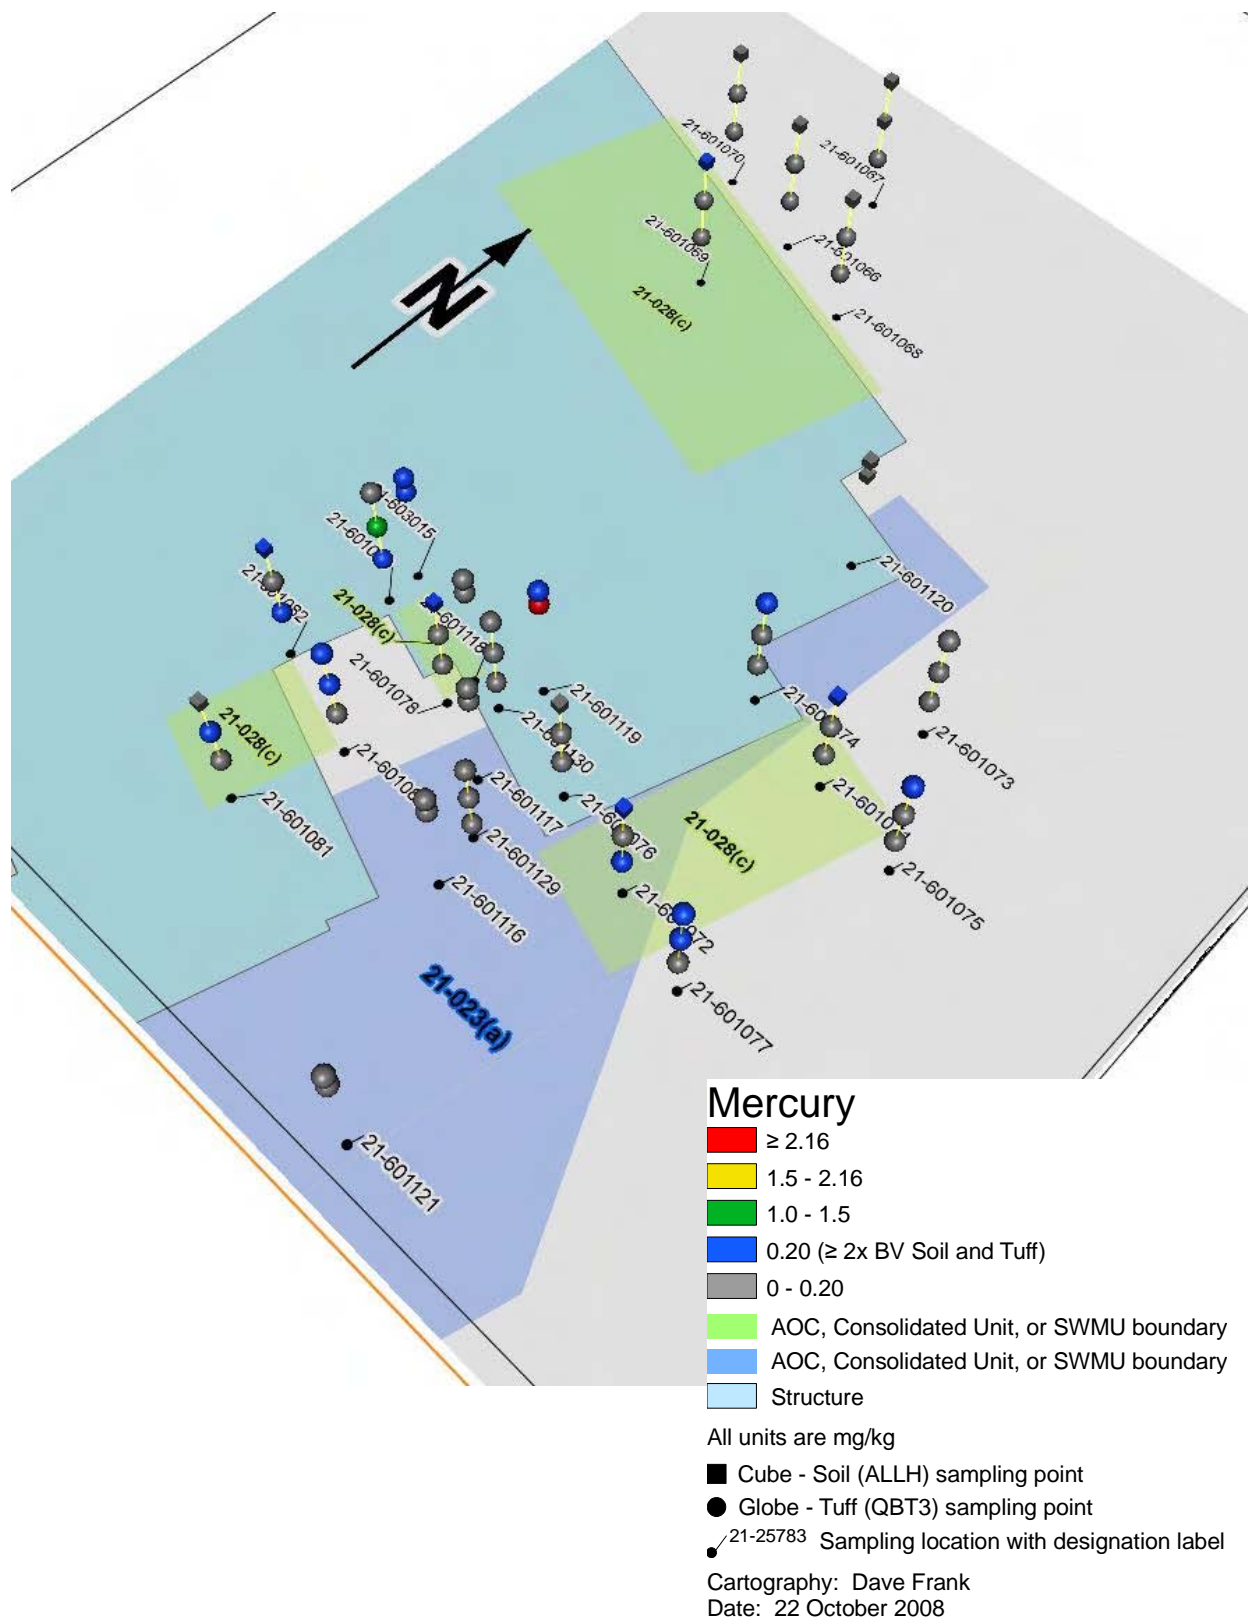 21-601070
21-601067
21-601069
21-601066
21-028(c)
21-601068
N
21-603015
21-6010
21-601120
21-028(c)
21-601118
21-601078
21-601119
21-028(c)
21-601073
21-601117
21-601081
21-028(c)
21-601129
21-601075
21-601116
21-023(a)
21-601077
21-601121
Mercury
≥ 2.16
1.5 - 2.16
1.0 - 1.5
0.20 (≥ 2x BV Soil and Tuff)
0 - 0.20
AOC, Consolidated Unit, or SWMU boundary
AOC, Consolidated Unit, or SWMU boundary
Structure
All units are mg/kg
Cube - Soil (ALLH) sampling point
Globe - Tuff (QBT3) sampling point
21-25783 Sampling location with designation label
Cartography: Dave Frank
Date: 22 October 2008